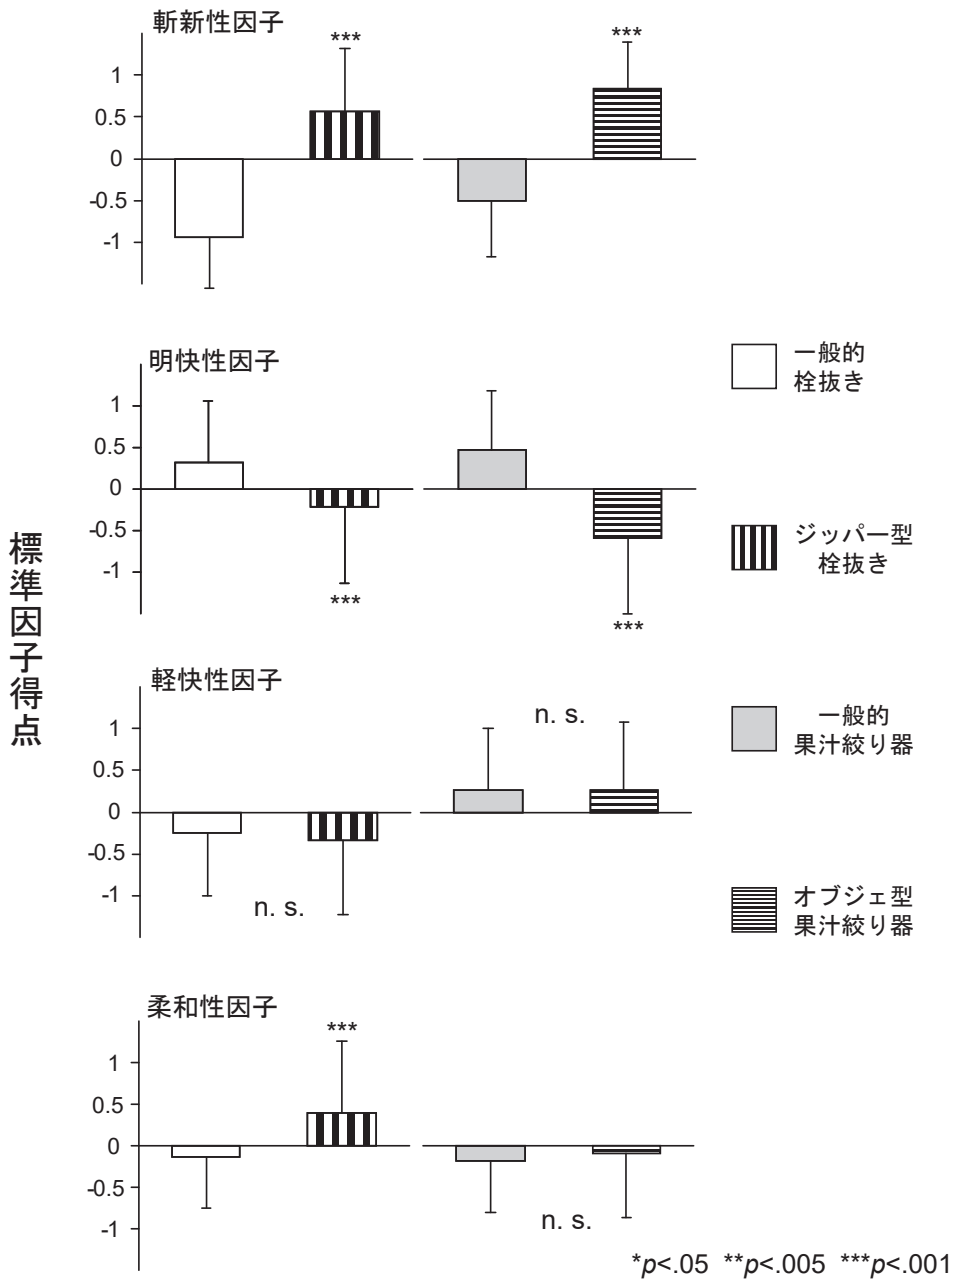 斬新性因子
***
***
1
0.5
0
-0.5
-1
明快性因子
1
0.5
0
-0.5
-1
***
***
軽快性因子
n. s.
1
0.5
0
-0.5
-1
n. s.
柔和性因子
***
1
0.5
0
-0.5
-1
n. s.
標準因子得点
一般的
栓抜き
ジッパー型
栓抜き
一般的
果汁絞り器
オブジェ型
果汁絞り器
*p<.05 **p<.005 ***p<.001